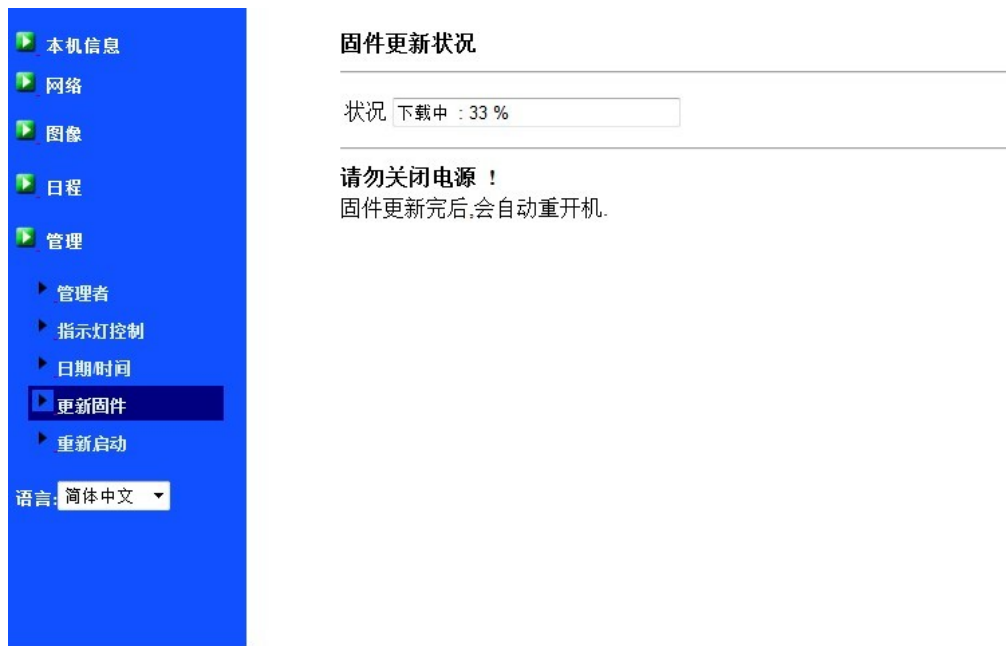 本机信息
网络
图像
日程
管理
管理者
指示灯控制
日期/时间
更新固件
重新启动
语言: 简体中文
固件更新状况
状况 下载中 : 33 %
请勿关闭电源 !
固件更新完后,会自动重开机.